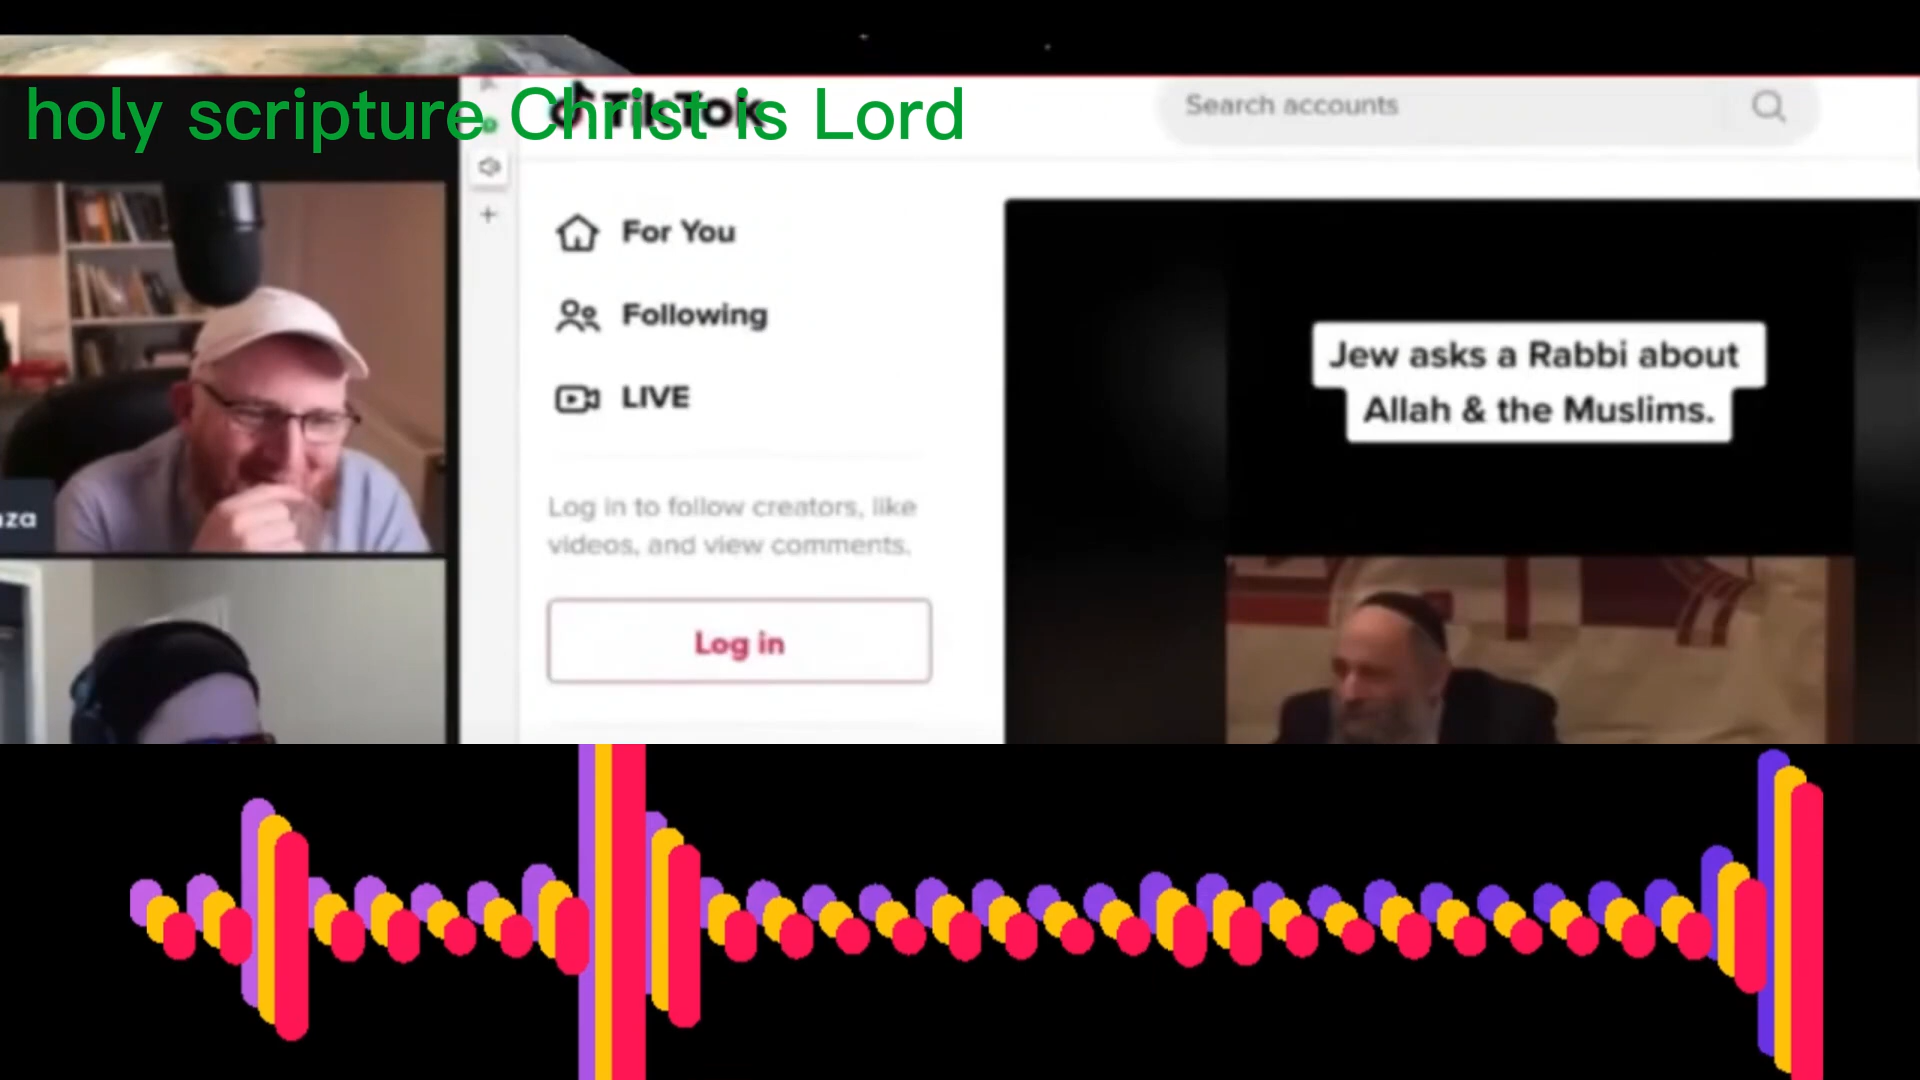 holy scripture Christ is Lord
TikTok
Search accounts
For You
Following
LIVE
Log in to follow creators, like
videos, and view comments.
Log in
Jew asks a Rabbi about
Allah & the Muslims.
nza